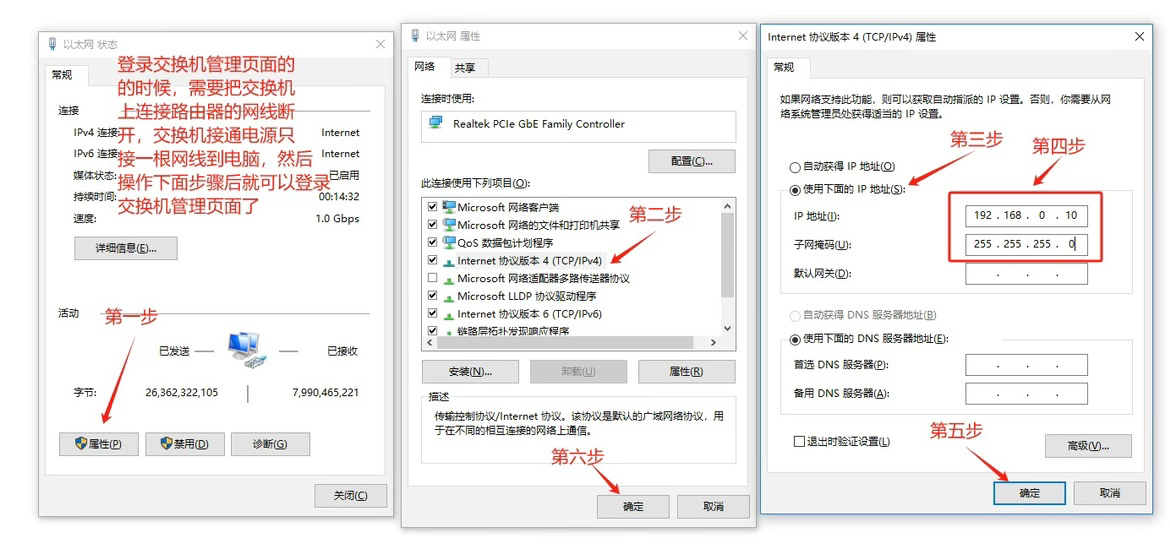 以太网 状态
常规
登录交换机管理页面的
的时候，需要把交换机
上连接路由器的网线断
开，交换机接通电源只
接一根网线到电脑，然后
操作下面步骤后就可以登录
交换机管理页面了
连接
IPv4 连接: Internet
IPv6 连接: Internet
媒体状态: 已启用
持续时间: 00:14:32
速度: 1.0 Gbps
详细信息(E)...
活动
第一步
已发送 已接收
字节: 26,362,322,105 7,990,465,221
属性(P) 禁用(D) 诊断(G)
关闭(C)
以太网 属性
网络 共享
连接时使用:
Realtek PCIe GbE Family Controller
配置(C)...
此连接使用下列项目(O):
第二步
Microsoft 网络客户端
Microsoft 网络的文件和打印机共享
QoS 数据包计划程序
Internet 协议版本 4 (TCP/IPv4)
Microsoft 网络适配器多路传送器协议
Microsoft LLDP 协议驱动程序
Internet 协议版本 6 (TCP/IPv6)
链路层拓扑发现响应程序
安装(N)... 卸载(U) 属性(R)
描述
传输控制协议/Internet 协议。该协议是默认的广域网络协议，用
于在不同的相互连接的网络上通信。
第六步
确定 取消
Internet 协议版本 4 (TCP/IPv4) 属性
常规
如果网络支持此功能，则可以获取自动指派的 IP 设置。否则，你需要从网
络系统管理员处获得适当的 IP 设置。
第三步 第四步
自动获得 IP 地址(O)
使用下面的 IP 地址(S):
IP 地址(I): 192 . 168 . 0 . 10
子网掩码(U): 255 . 255 . 255 . 0
默认网关(D): . . .
自动获得 DNS 服务器地址(B)
使用下面的 DNS 服务器地址(E):
首选 DNS 服务器(P): . . .
备用 DNS 服务器(A): . . .
退出时验证设置(L)
第五步
高级(V)...
确定 取消